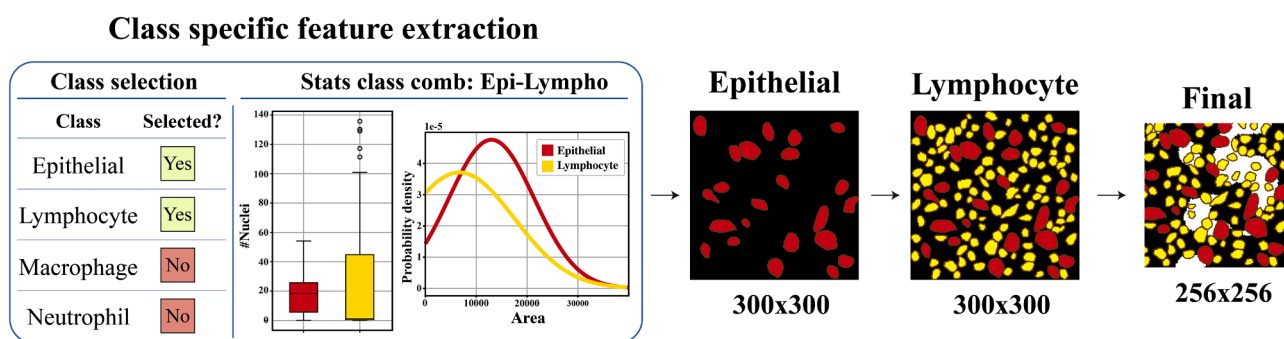 Class specific feature extraction
Class selection
Class Selected?
Epithelial Yes
Lymphocyte Yes
Macrophage No
Neutrophil No
Stats class comb: Epi-Lympho
#Nuclei
140
120
100
80
60
40
20
0
1e-5
Probability density
4
3
2
1
0
0 10000 20000 30000
Area
Epithelial
Lymphocyte
Epithelial
300x300
Lymphocyte
300x300
Final
256x256